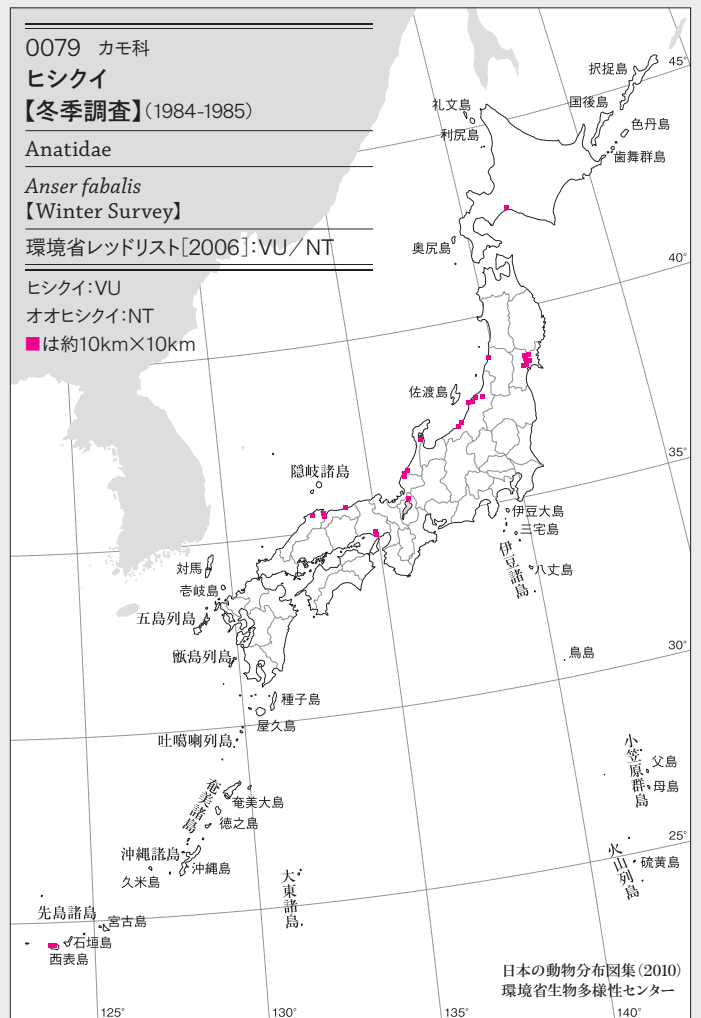 0079　カモ科
ヒシクイ
【冬季調査】（1984-1985）
Anatidae
Anser fabalis
【Winter Survey】
環境省レッドリスト［2006］：VU／NT
ヒシクイ：VU
オオヒシクイ：NT
■は約10km×10km
択捉島
45°
礼文島
国後島
色丹島
利尻島
歯舞群島
奥尻島
40°
佐渡島
35°
隠岐諸島
伊豆大島
三宅島
伊豆諸島
八丈島
対馬
壱岐島
五島列島
甑島列島
鳥島
30°
種子島
屋久島
吐噶喇列島
小笠原群島
父島
母島
奄美諸島
奄美大島
徳之島
25°
沖縄諸島
沖縄島
久米島
大東諸島
火山列島
硫黄島
先島諸島
宮古島
石垣島
西表島
日本の動物分布図集（2010）
環境省生物多様性センター
125°
130°
135°
140°